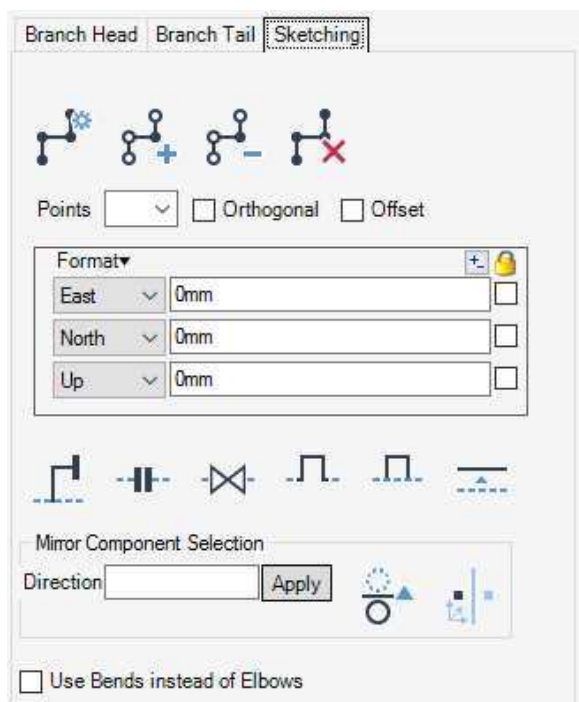 Branch Head Branch Tail Sketching
Points Orthogonal Offset
Format▾
East 0mm
North 0mm
Up 0mm
Mirror Component Selection
Direction Apply
Use Bends instead of Elbows